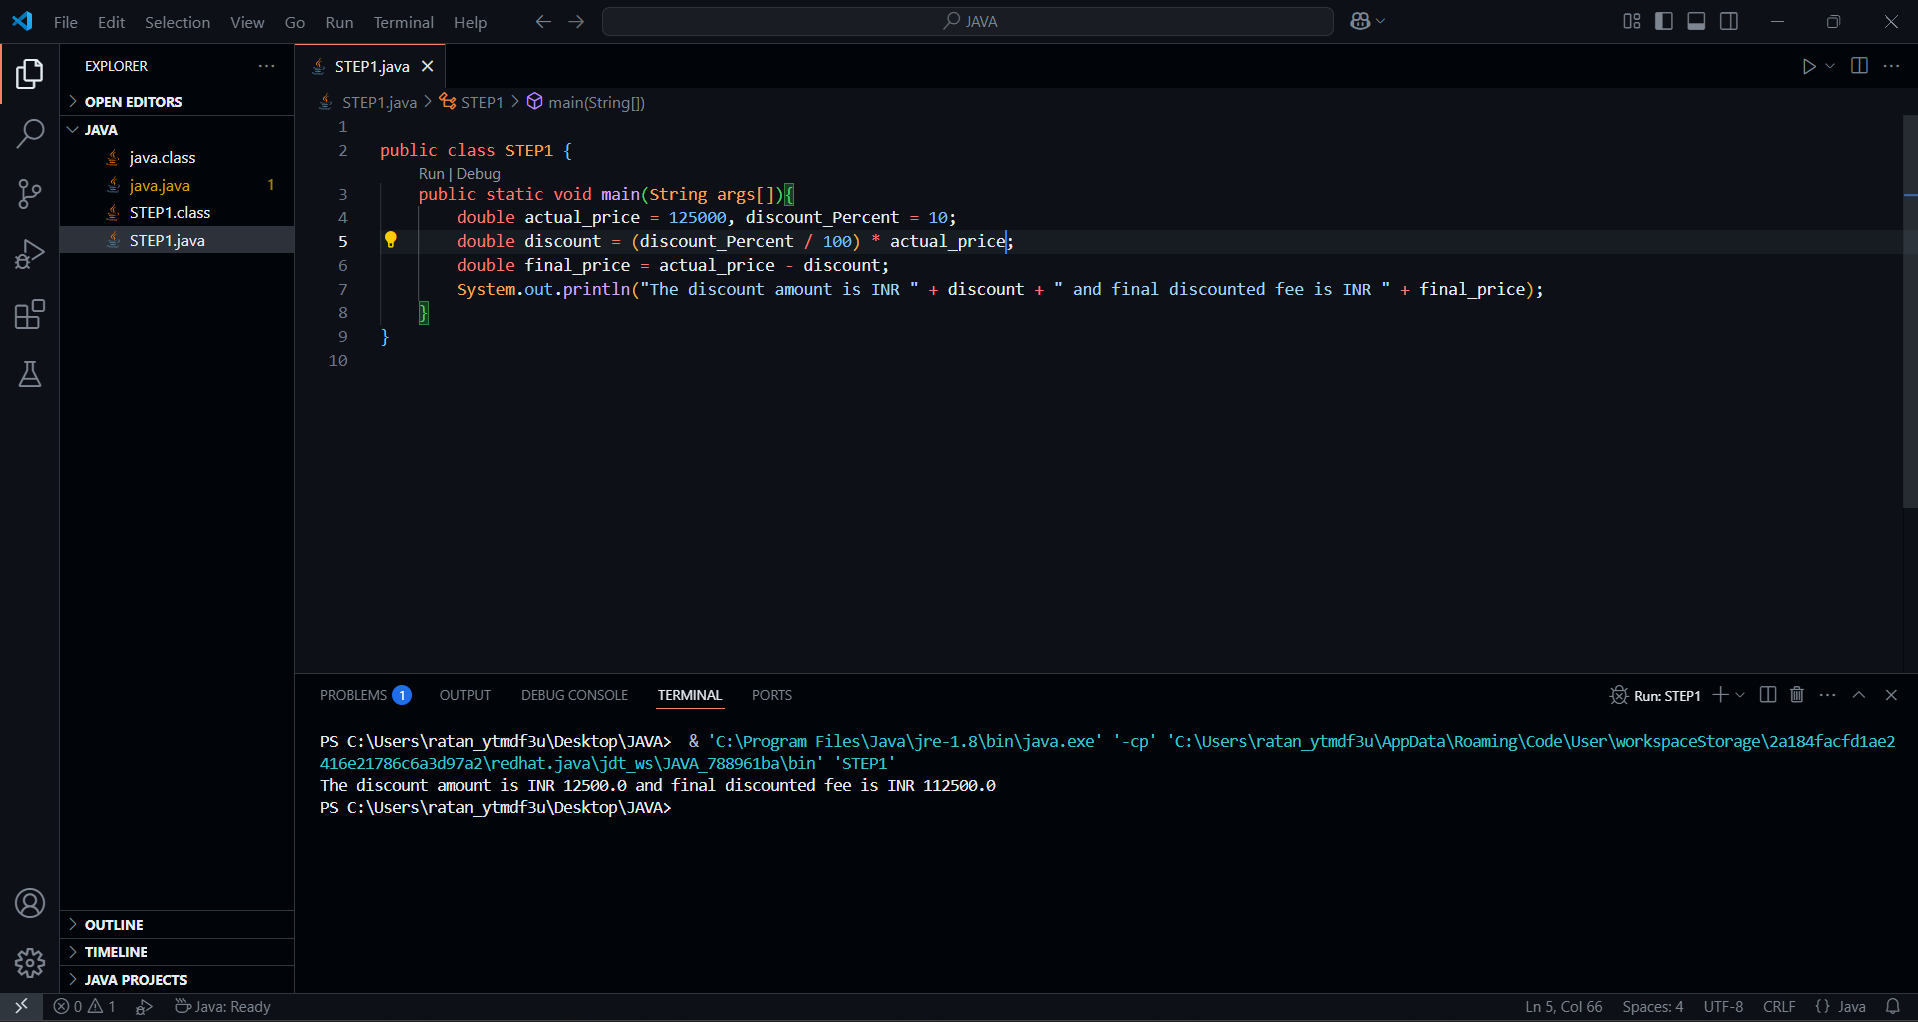 File Edit Selection View Go Run Terminal Help JAVA
EXPLORER
OPEN EDITORS
JAVA
java.class
java.java 1
STEP1.class
STEP1.java
OUTLINE
TIMELINE
JAVA PROJECTS
STEP1.java
STEP1.java > STEP1 > main(String[])
1
2 public class STEP1 {
Run | Debug
3 public static void main(String args[]){
4 double actual_price = 125000, discount_Percent = 10;
5 double discount = (discount_Percent / 100) * actual_price;
6 double final_price = actual_price - discount;
7 System.out.println("The discount amount is INR " + discount + " and final discounted fee is INR " + final_price);
8 }
9 }
10
PROBLEMS 1 OUTPUT DEBUG CONSOLE TERMINAL PORTS Run: STEP1
PS C:\Users\ratan_ytmdf3u\Desktop\JAVA> & 'C:\Program Files\Java\jre-1.8\bin\java.exe' '-cp' 'C:\Users\ratan_ytmdf3u\AppData\Roaming\Code\User\workspaceStorage\2a184facfd1ae2
416e21786c6a3d97a2\redhat.java\jdt_ws\JAVA_788961ba\bin' 'STEP1'
The discount amount is INR 12500.0 and final discounted fee is INR 112500.0
PS C:\Users\ratan_ytmdf3u\Desktop\JAVA>
0 1 Java: Ready Ln 5, Col 66 Spaces: 4 UTF-8 CRLF {} Java